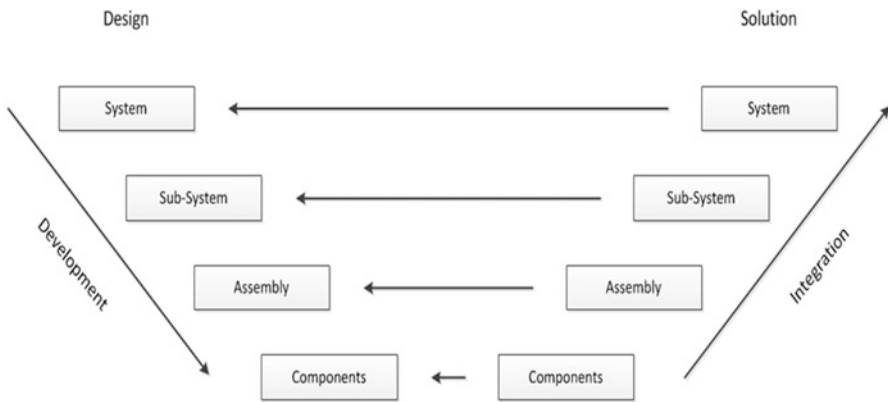 Design
Solution
System
System
Sub-System
Sub-System
Development
Integration
Assembly
Assembly
Components
Components